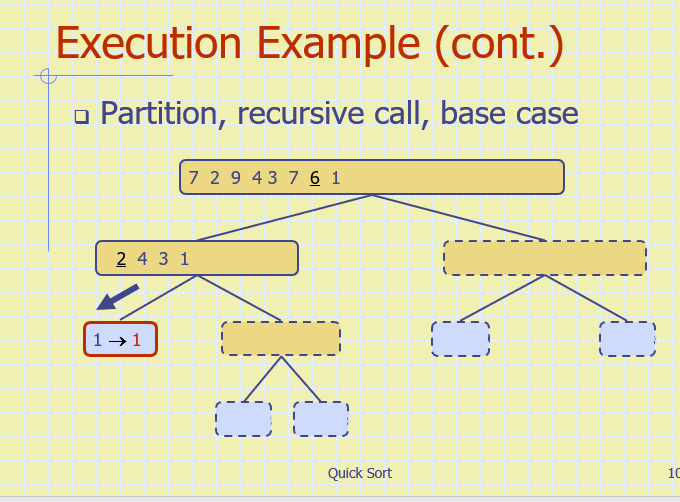 Execution Example (cont.)
Partition, recursive call, base case
7 2 9 4 3 7 6 1
2 4 3 1
1 → 1
Quick Sort
10